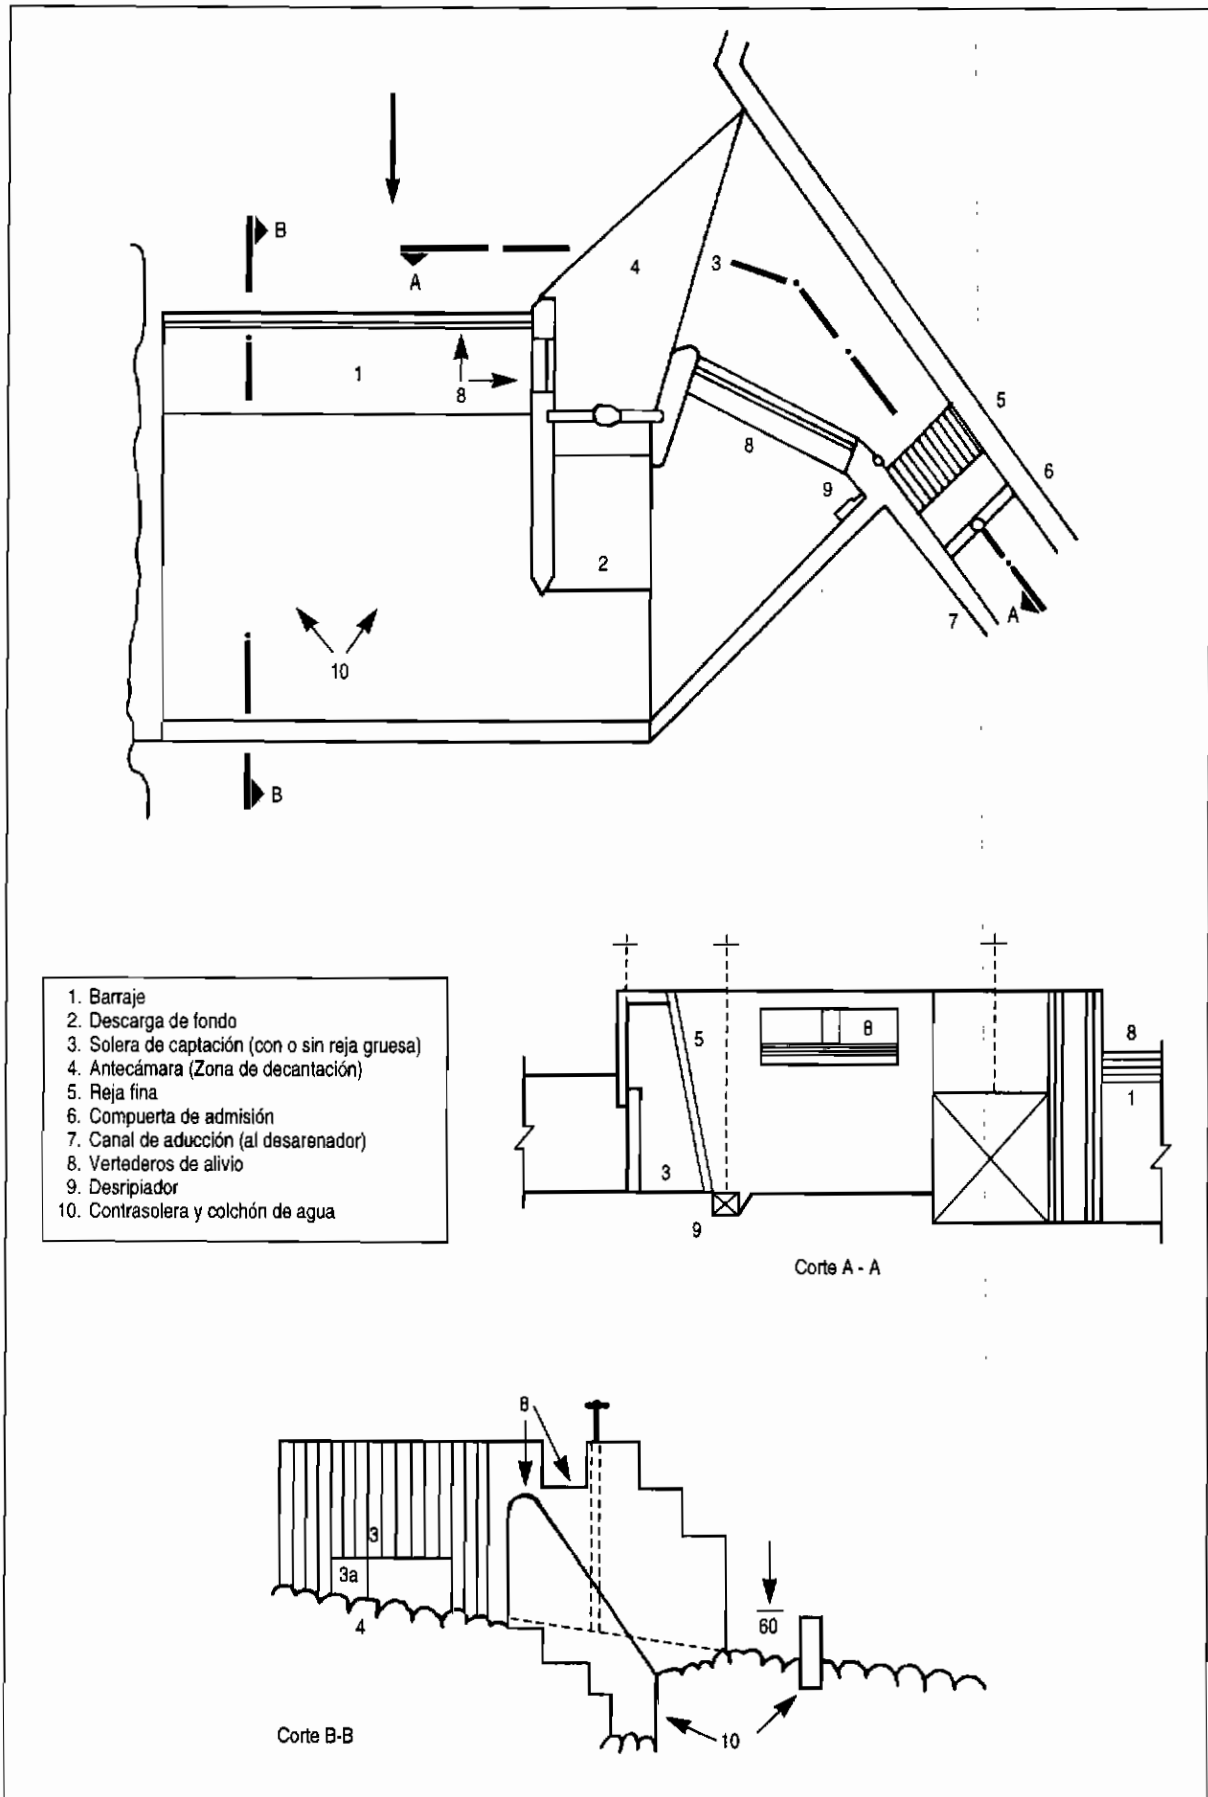 B
A
4
3
1
8
5
8
6
9
2
10
7
A
B
1. Barraje
2. Descarga de fondo
3. Solera de captación (con o sin reja gruesa)
4. Antecámara (Zona de decantación)
5. Reja fina
6. Compuerta de admisión
7. Canal de aducción (al desarenador)
8. Vertederos de alivio
9. Desripiador
10. Contrasolera y colchón de agua
5
8
8
1
3
9
Corte A - A
8
3
3a
4
60
10
Corte B-B